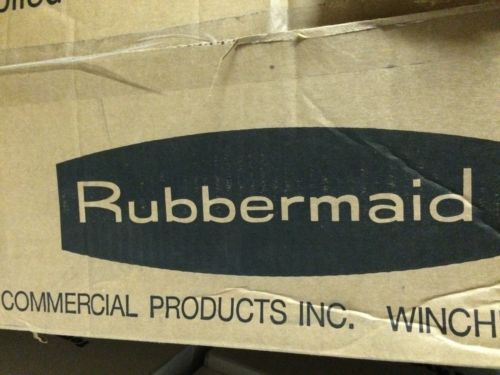 Rubbermaid
COMMERCIAL PRODUCTS INC. WINCH